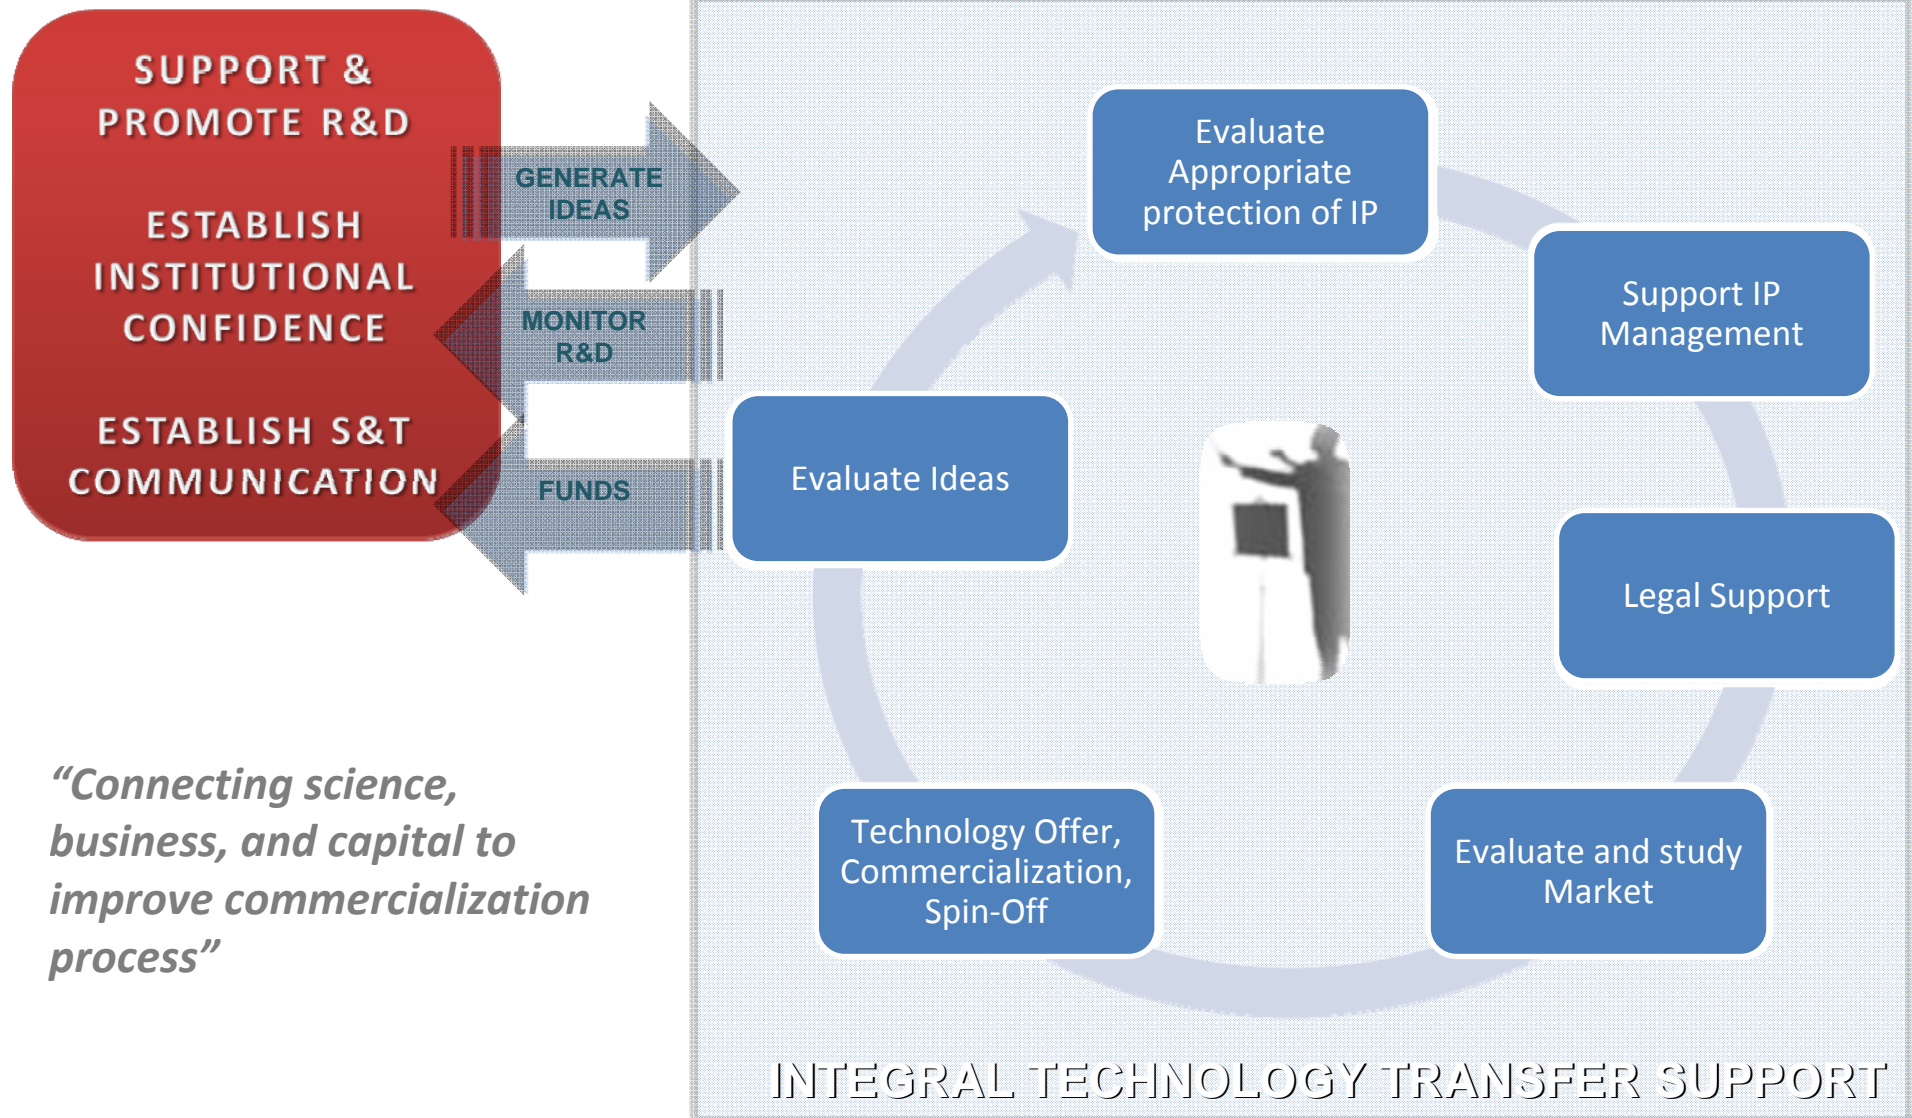 SUPPORT &
PROMOTE R&D
ESTABLISH
INSTITUTIONAL
CONFIDENCE
ESTABLISH S&T
COMMUNICATION
GENERATE
IDEAS
MONITOR
R&D
FUNDS
Evaluate
Appropriate
protection of IP
Support IP
Management
Legal Support
Evaluate and study
Market
Technology Offer,
Commercialization,
Spin-Off
Evaluate Ideas
“Connecting science,
business, and capital to
improve commercialization
process”
INTEGRAL TECHNOLOGY TRANSFER SUPPORT